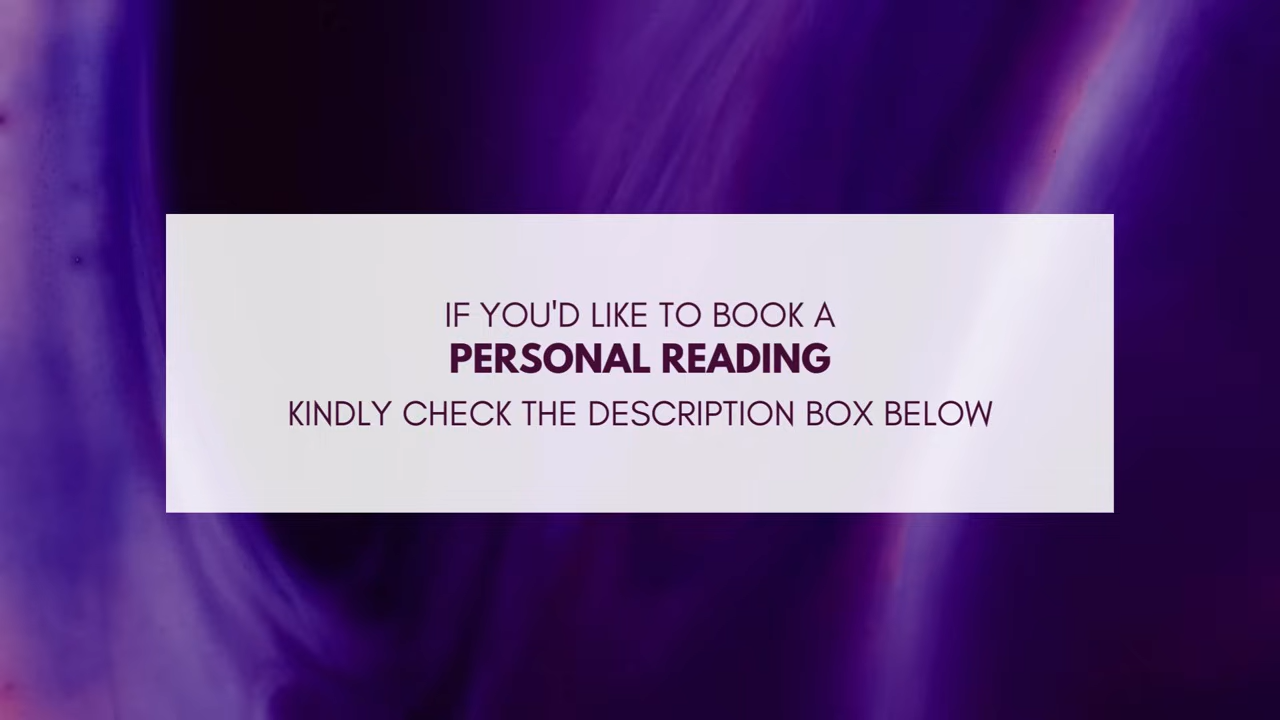 IF YOU'D LIKE TO BOOK A
PERSONAL READING
KINDLY CHECK THE DESCRIPTION BOX BELOW